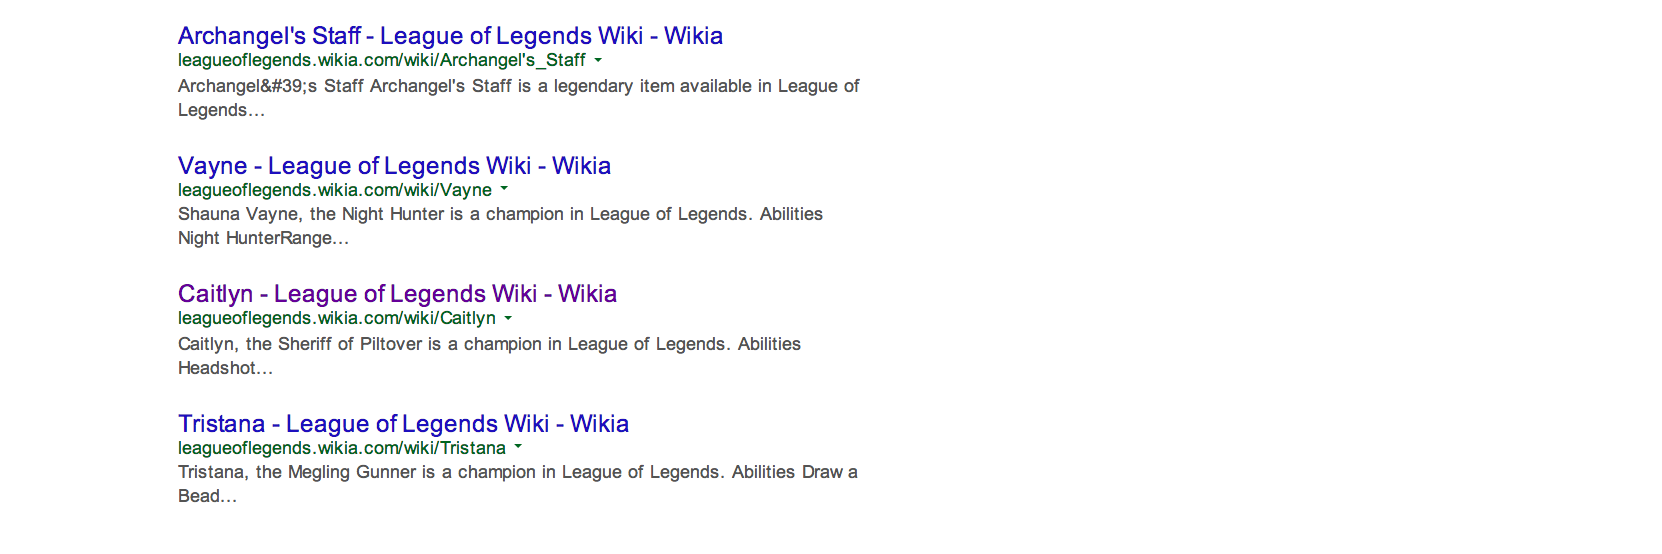 Archangel's Staff - League of Legends Wiki - Wikia
leagueoflegends.wikia.com/wiki/Archangel's_Staff
Archangel&#39;s Staff Archangel's Staff is a legendary item available in League of
Legends...
Vayne - League of Legends Wiki - Wikia
leagueoflegends.wikia.com/wiki/Vayne
Shauna Vayne, the Night Hunter is a champion in League of Legends. Abilities
Night HunterRange...
Caitlyn - League of Legends Wiki - Wikia
leagueoflegends.wikia.com/wiki/Caitlyn
Caitlyn, the Sheriff of Piltover is a champion in League of Legends. Abilities
Headshot...
Tristana - League of Legends Wiki - Wikia
leagueoflegends.wikia.com/wiki/Tristana
Tristana, the Megling Gunner is a champion in League of Legends. Abilities Draw a
Bead...